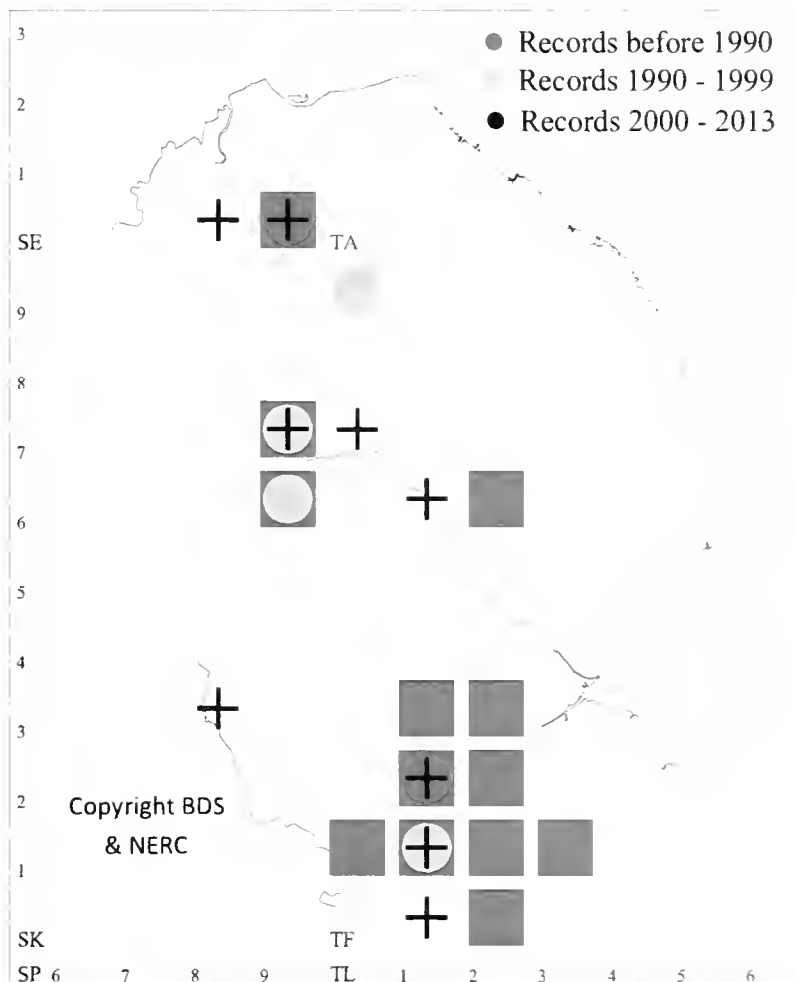 3
Records before 1990
Records 1990 - 1999
2
Records 2000 - 2013
1
SE TA
9
8
7
6
5
4
3
2
Copyright BDS
& NERC
1
SK TF
SP 6 7 8 9 TL 1 2 3 4 5 6